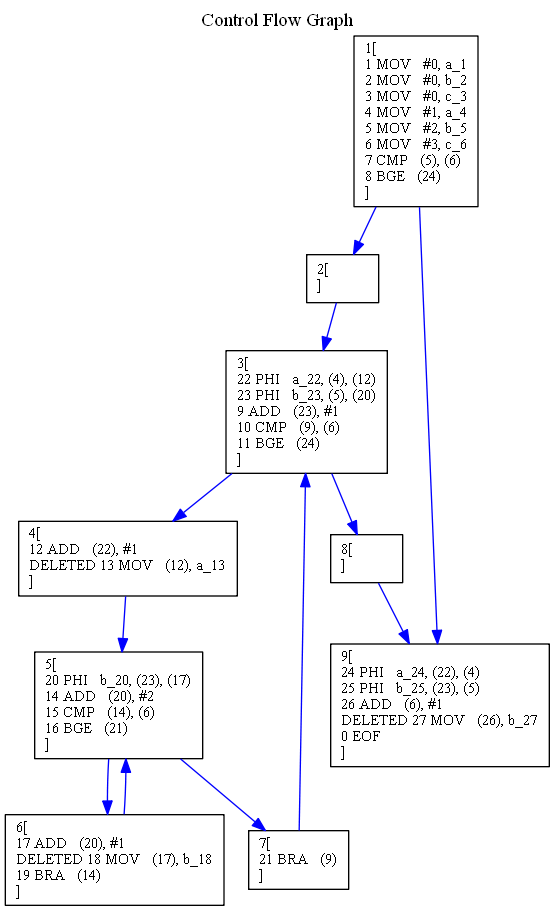 Control Flow Graph
1[
1 MOV #0, a_1
2 MOV #0, b_2
3 MOV #0, c_3
4 MOV #1, a_4
5 MOV #2, b_5
6 MOV #3, c_6
7 CMP (5), (6)
8 BGE (24)
]
2[
]
3[
22 PHI a_22, (4), (12)
23 PHI b_23, (5), (20)
9 ADD (23), #1
10 CMP (9), (6)
11 BGE (24)
]
4[
12 ADD (22), #1
DELETED 13 MOV (12), a_13
]
8[
]
5[
20 PHI b_20, (23), (17)
14 ADD (20), #2
15 CMP (14), (6)
16 BGE (21)
]
9[
24 PHI a_24, (22), (4)
25 PHI b_25, (23), (5)
26 ADD (6), #1
DELETED 27 MOV (26), b_27
0 EOF
]
6[
17 ADD (20), #1
DELETED 18 MOV (17), b_18
19 BRA (14)
]
7[
21 BRA (9)
]